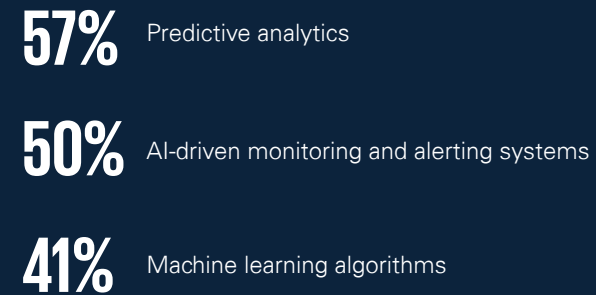 57% Predictive analytics
50% AI-driven monitoring and alerting systems
41% Machine learning algorithms